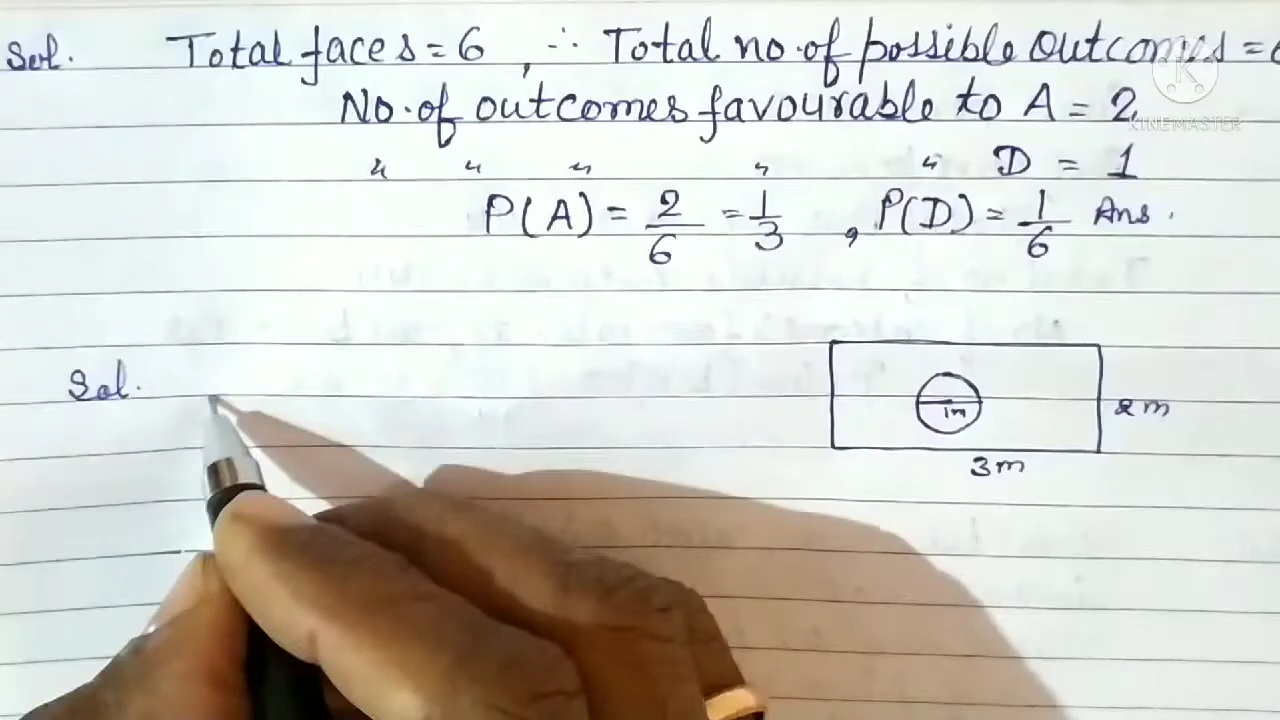 Sol. Total faces = 6 , ∴ Total no. of possible outcomes =
No. of outcomes favourable to A = 2
" " " " " D = 1
P(A) = 2/6 = 1/3 , P(D) = 1/6 Ans.
Sol.
1m
2m
3m
K
KINEMASTER